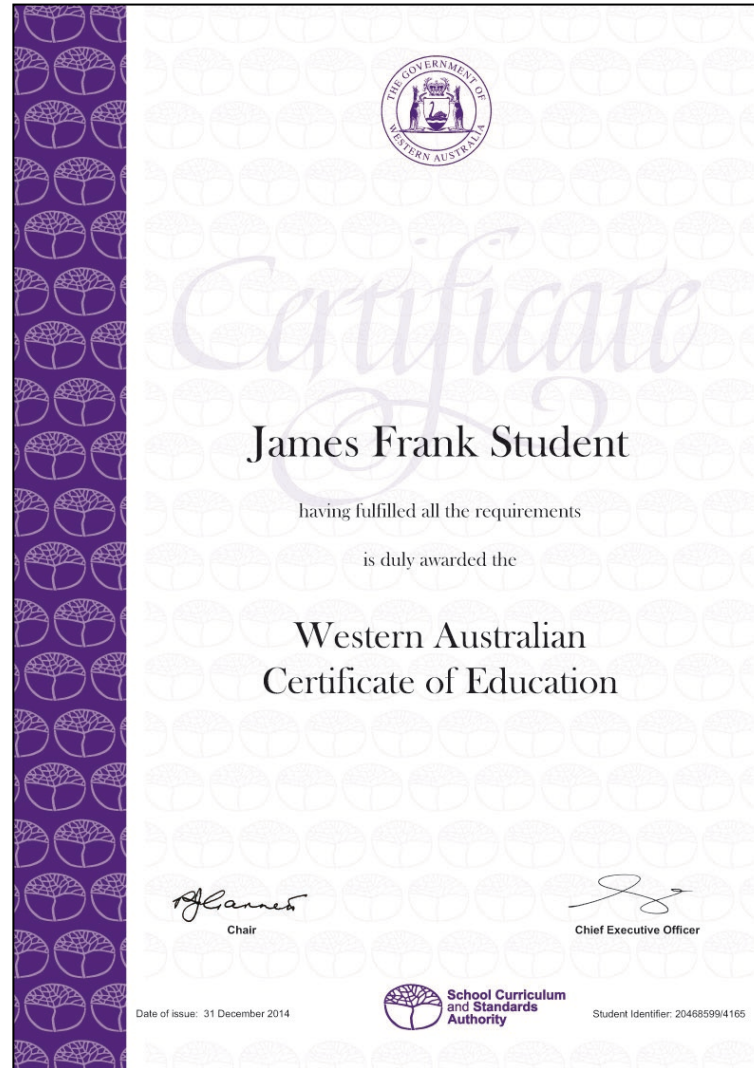 THE GOVERNMENT OF
WESTERN AUSTRALIA
Certificate
James Frank Student
having fulfilled all the requirements
is duly awarded the
Western Australian
Certificate of Education
Chair
Chief Executive Officer
Date of issue: 31 December 2014
School Curriculum
and Standards
Authority
Student Identifier: 20468599/4165